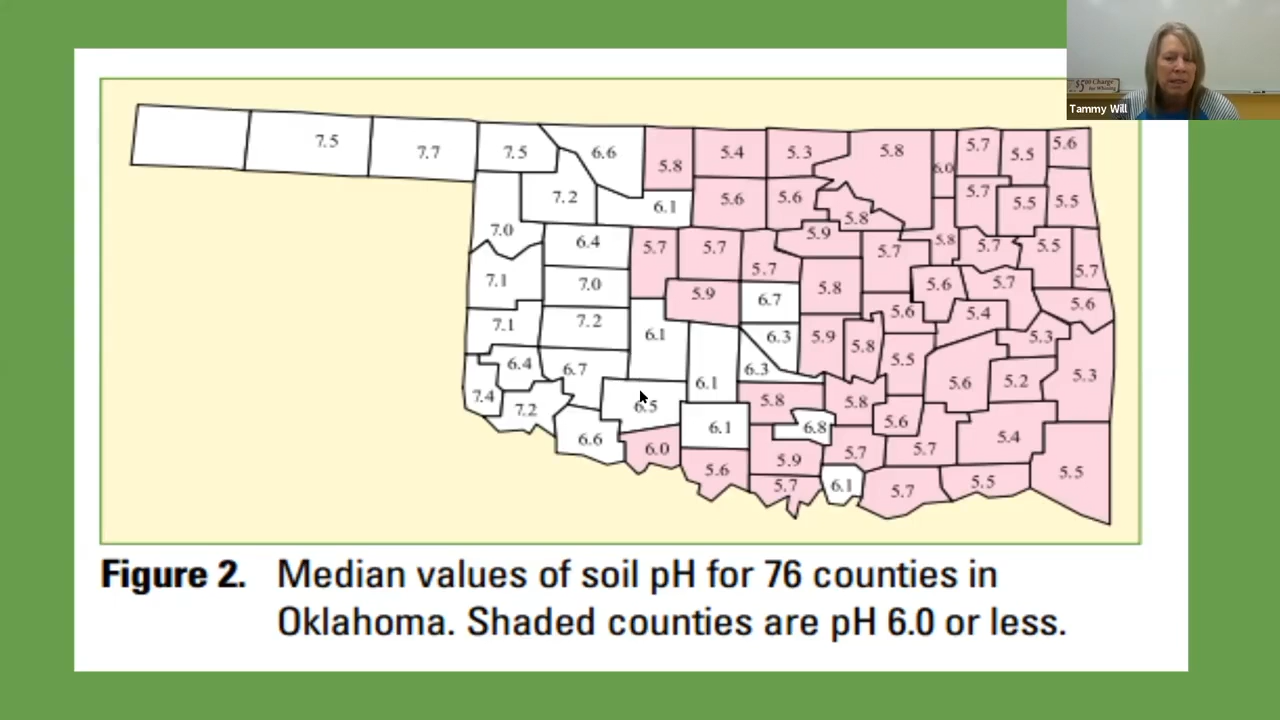 $5.00 Charge
Tammy Will
7.5 7.7 7.5 6.6 5.8 5.4 5.3 5.8 6.0 5.7 5.5 5.6
7.2 6.1 5.6 5.6 5.8 5.7 5.5 5.5
7.0 6.4 5.7 5.7 5.7 5.9 5.7 5.8 5.7 5.5 5.7
7.1 7.0 5.9 6.7 5.8 5.6 5.7 5.6
7.1 7.2 6.1 6.3 5.9 5.8 5.6 5.4 5.3
6.4 6.7 6.1 6.3 5.5 5.6 5.2 5.3
7.4 7.2 6.5 5.8 5.8 5.6
6.6 6.0 6.1 6.8 5.7 5.7 5.4
5.6 5.9 5.5
5.7 6.1 5.7 5.5
Figure 2. Median values of soil pH for 76 counties in
Oklahoma. Shaded counties are pH 6.0 or less.